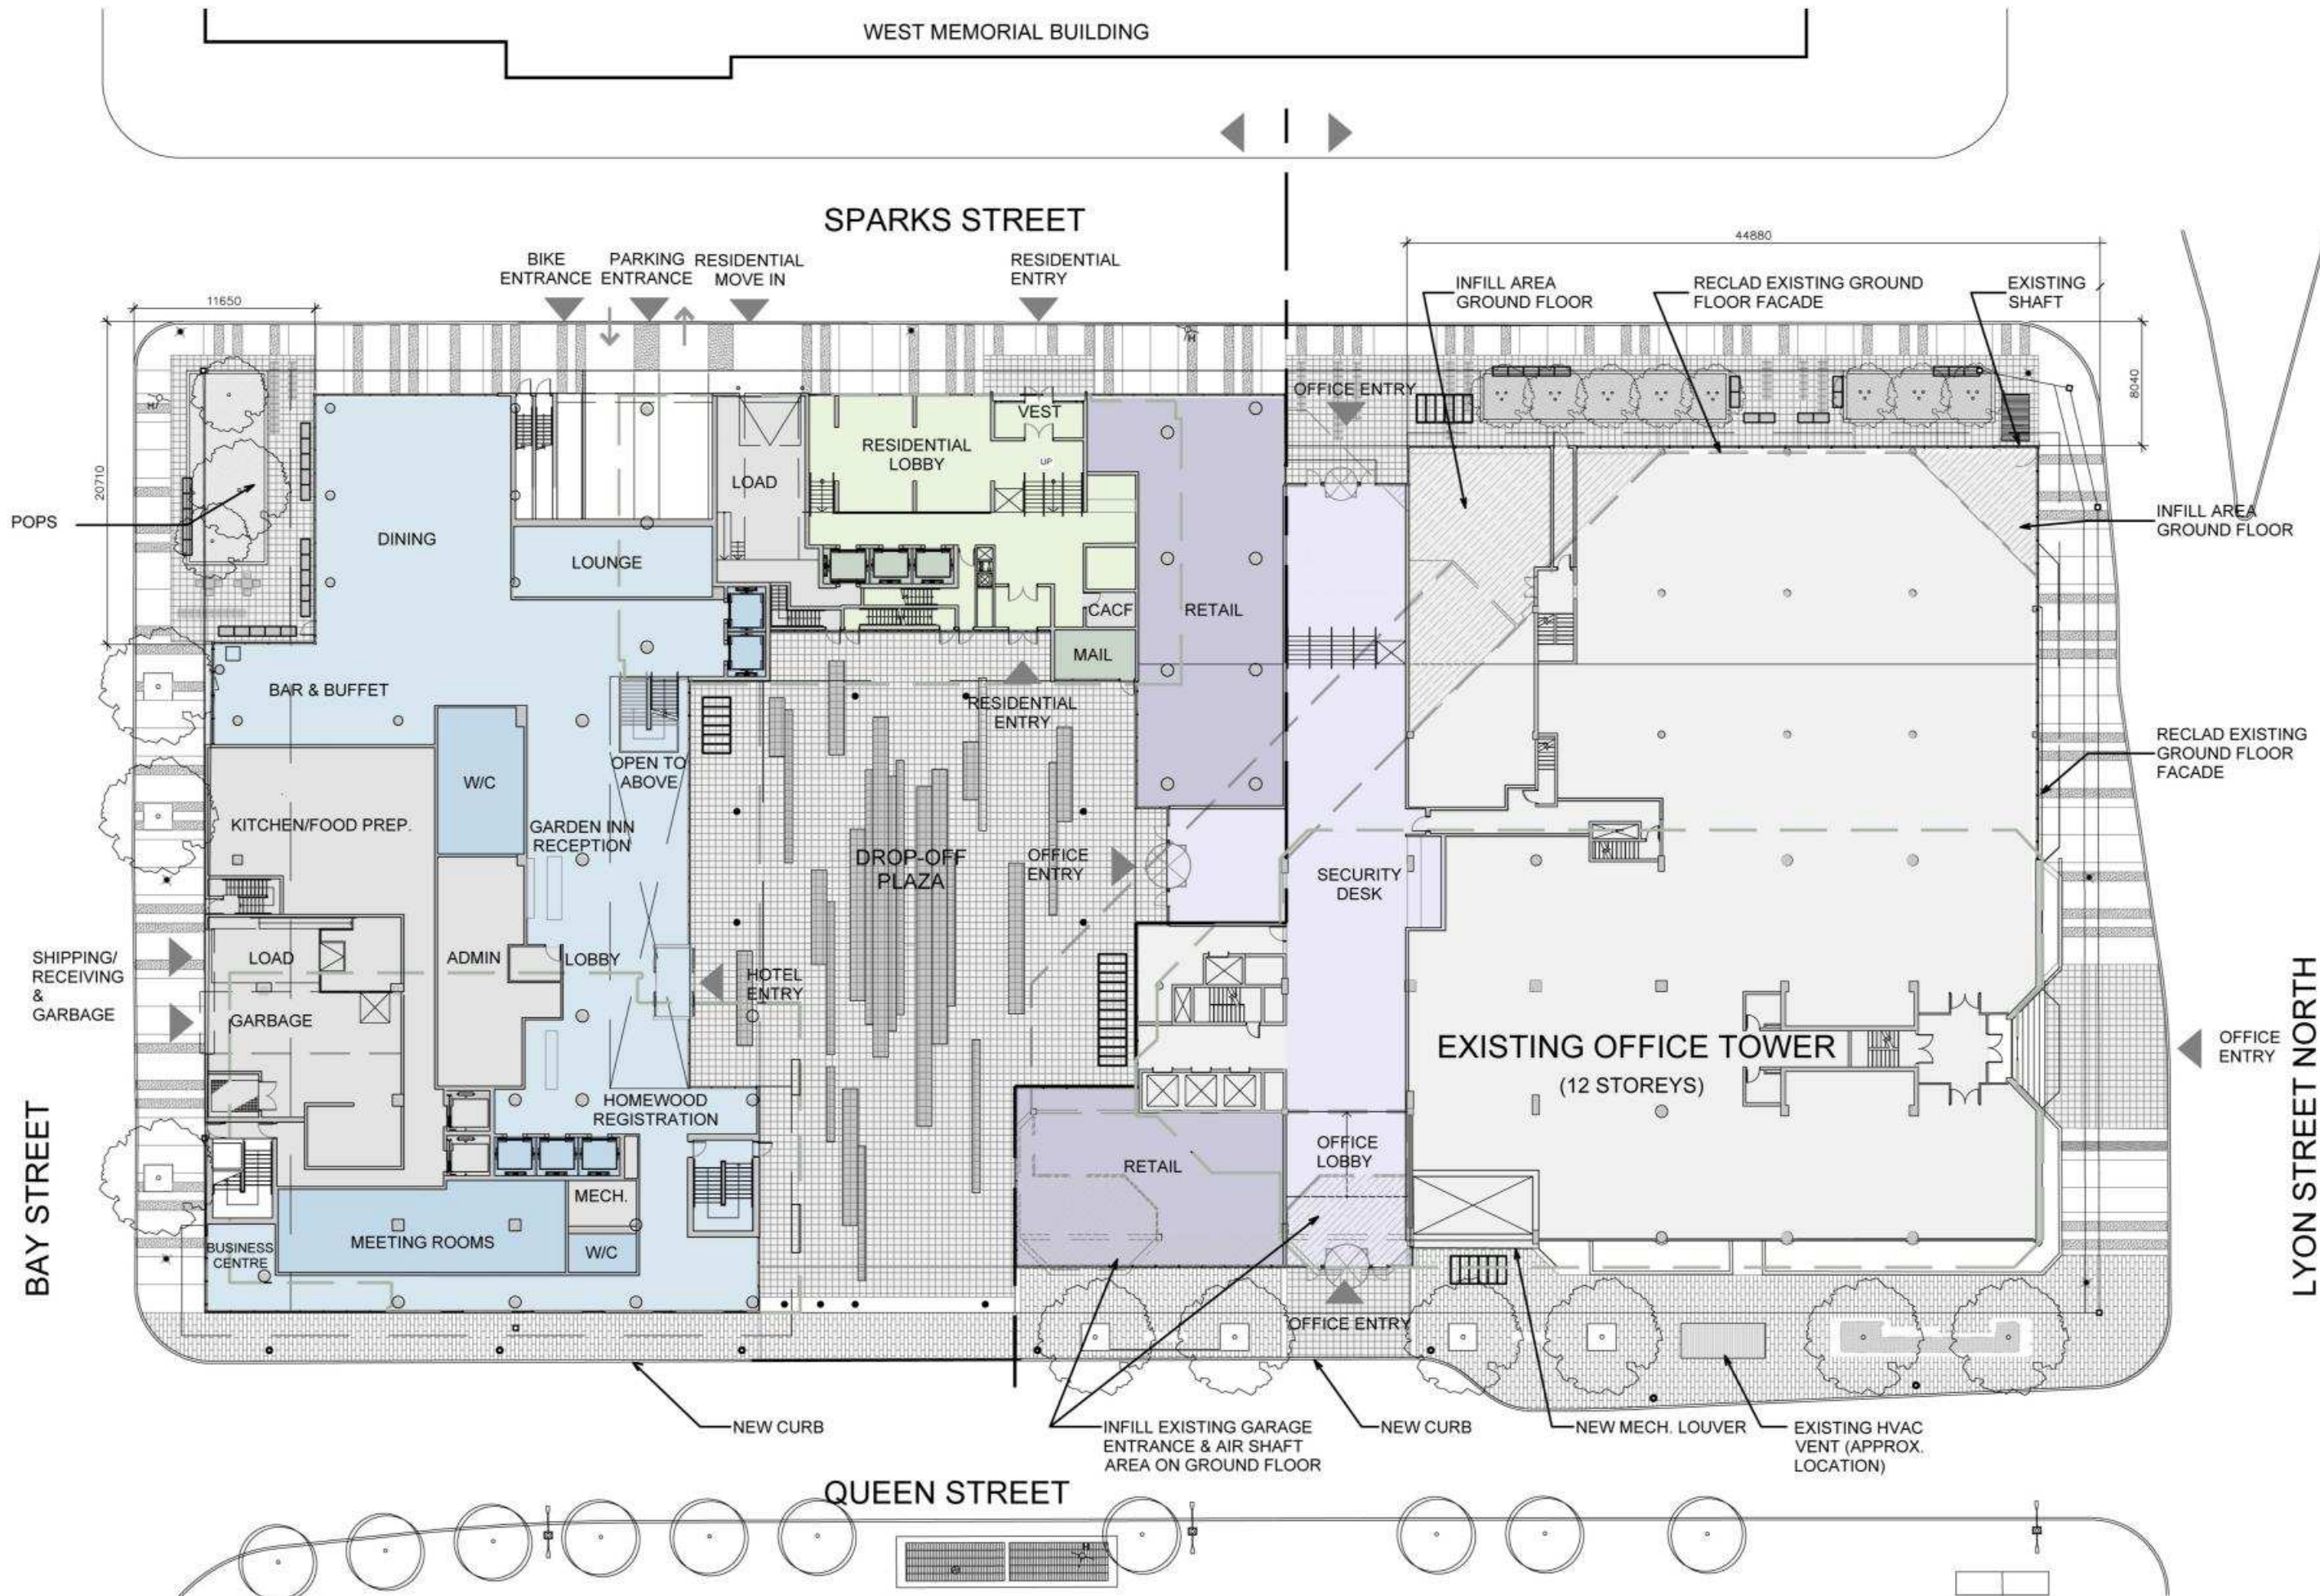 WEST MEMORIAL BUILDING
SPARKS STREET
44880
BIKE
ENTRANCE
PARKING
ENTRANCE
RESIDENTIAL
MOVE IN
RESIDENTIAL
ENTRY
INFILL AREA
GROUND FLOOR
RECLAD EXISTING GROUND
FLOOR FACADE
EXISTING
SHAFT
11650
20710
8040
H
H
OFFICE ENTRY
VEST
RESIDENTIAL
LOBBY
UP
LOAD
POPS
DINING
LOUNGE
INFILL AREA
GROUND FLOOR
CACF
RETAIL
MAIL
BAR & BUFFET
RESIDENTIAL
ENTRY
RECLAD EXISTING
GROUND FLOOR
FACADE
OPEN TO
ABOVE
W/C
KITCHEN/FOOD PREP.
GARDEN INN
RECEPTION
DROP-OFF
PLAZA
OFFICE
ENTRY
SECURITY
DESK
SHIPPING/
RECEIVING
&
GARBAGE
LOAD
ADMIN
LOBBY
HOTEL
ENTRY
GARBAGE
EXISTING OFFICE TOWER
(12 STOREYS)
OFFICE
ENTRY
LYON STREET NORTH
BAY STREET
HOMEWOOD
REGISTRATION
RETAIL
OFFICE
LOBBY
MECH.
MEETING ROOMS
W/C
BUSINESS
CENTRE
OFFICE ENTRY
NEW CURB
INFILL EXISTING GARAGE
ENTRANCE & AIR SHAFT
AREA ON GROUND FLOOR
NEW CURB
NEW MECH. LOUVER
EXISTING HVAC
VENT (APPROX.
LOCATION)
QUEEN STREET
H